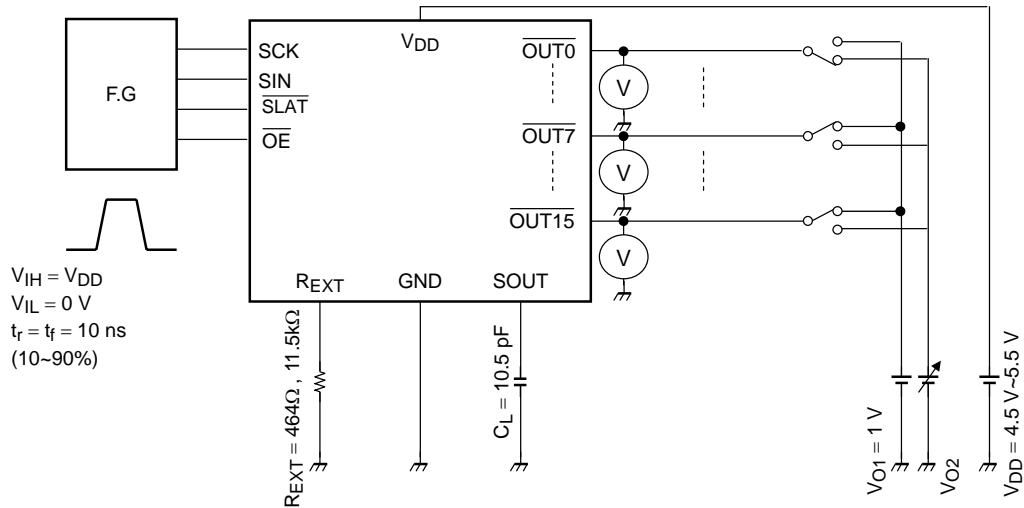 F.G
SCK
SIN
SLAT
OE
VDD
OUT0
OUT7
OUT15
REXT
GND
SOUT
V
V
V
VIH = VDD
VIL = 0 V
tr = tf = 10 ns
(10~90%)
REXT = 464Ω , 11.5kΩ
CL = 10.5 pF
VO1 = 1 V
VO2
VDD = 4.5 V~5.5 V